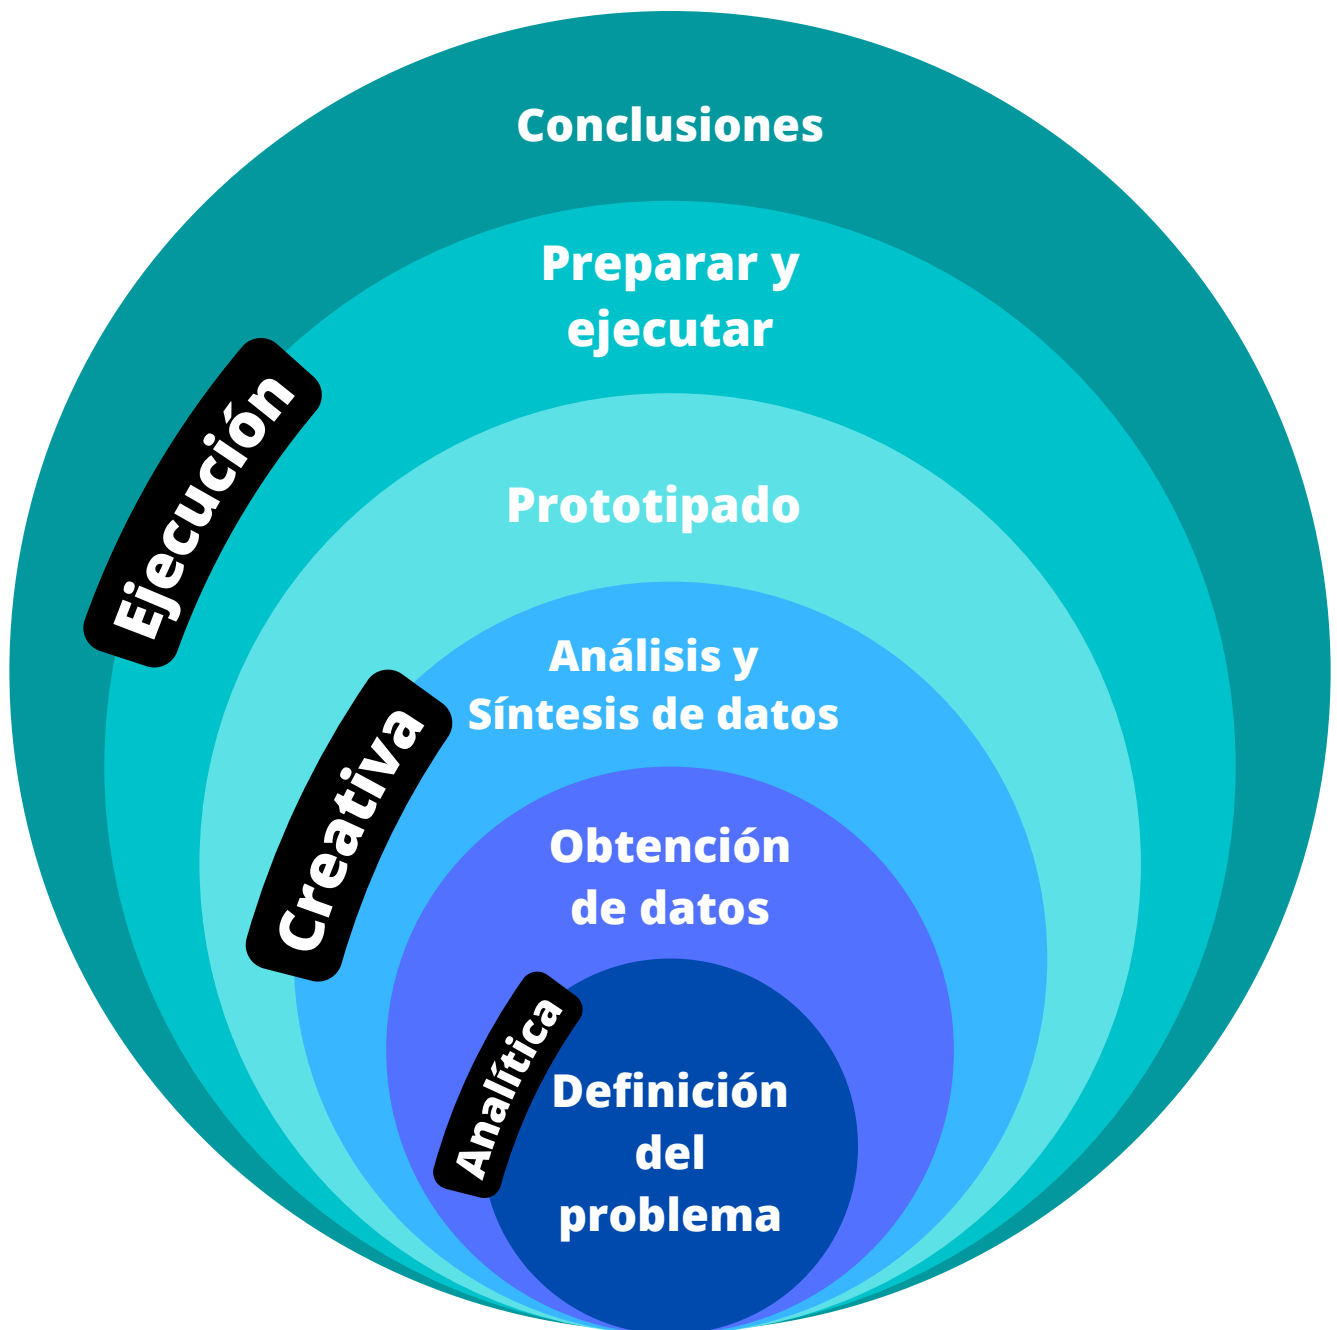 Conclusiones
Preparar y
ejecutar
Ejecución
Prototipado
Análisis y
Síntesis de datos
Creativa
Obtención
de datos
Analítica
Definición
del
problema